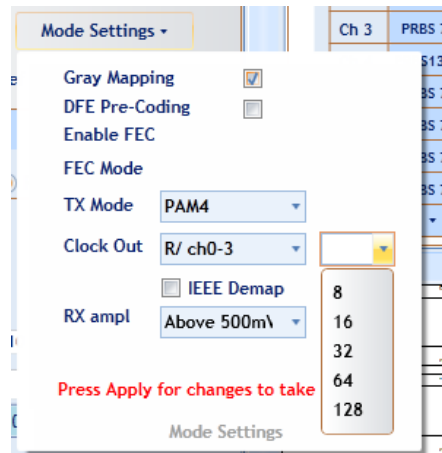 Mode Settings
Ch 3 PRBS
Gray Mapping
DFE Pre-Coding
Enable FEC
FEC Mode
TX Mode PAM4
Clock Out R/ ch0-3
IEEE Demap
RX ampl Above 500m
8
16
32
64
128
Press Apply for changes to take
Mode Settings